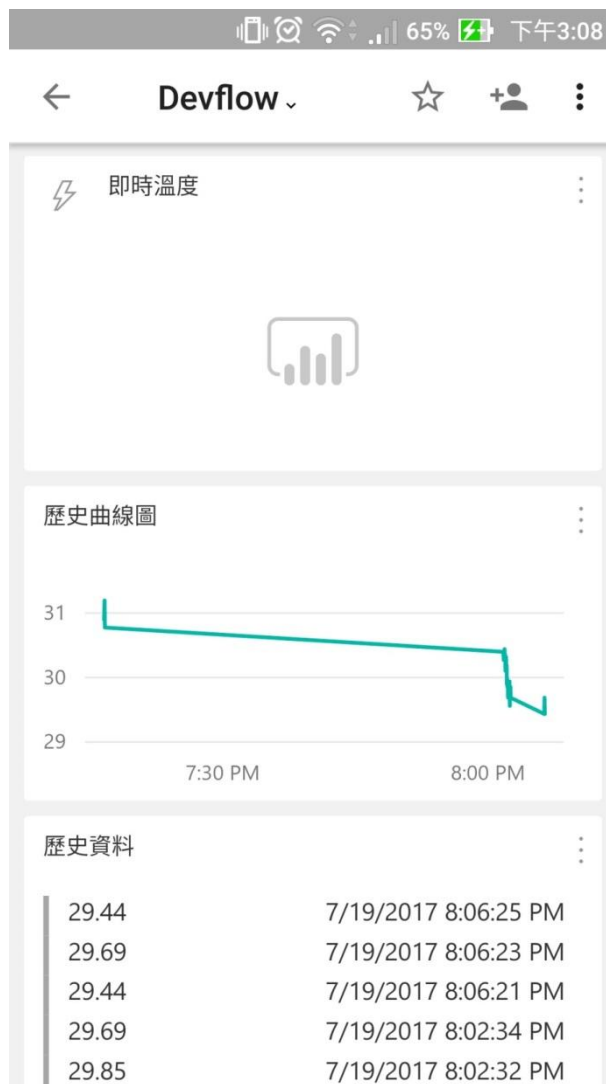 65% 下午3:08
Devflow
即時溫度
歷史曲線圖
31
30
29
7:30 PM 8:00 PM
歷史資料
29.44 7/19/2017 8:06:25 PM
29.69 7/19/2017 8:06:23 PM
29.44 7/19/2017 8:06:21 PM
29.69 7/19/2017 8:02:34 PM
29.85 7/19/2017 8:02:32 PM